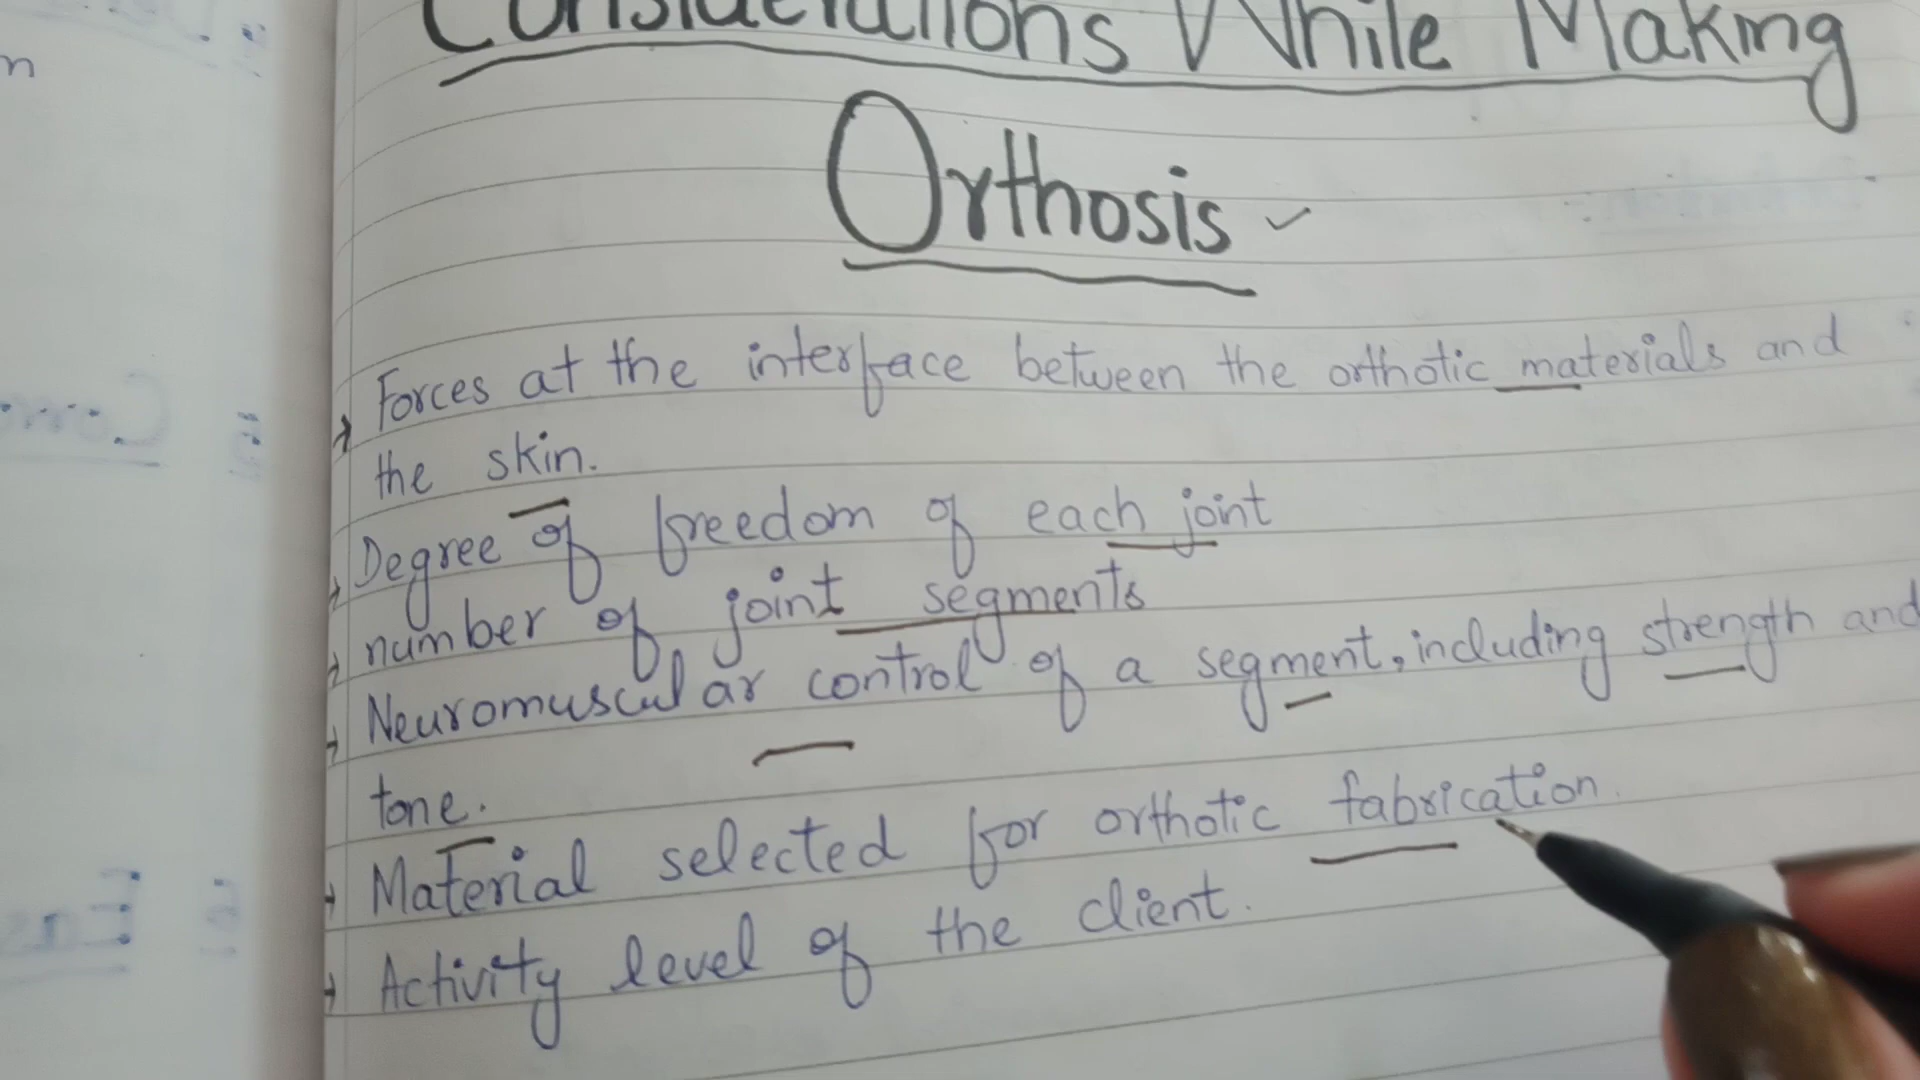 Considerations While Making
Orthosis
Forces at the interface between the orthotic materials and
the skin.
Degree of freedom of each joint
number of joint segments
Neuromuscular control of a segment, including strength and
tone.
Material selected for orthotic fabrication.
Activity level of the client.